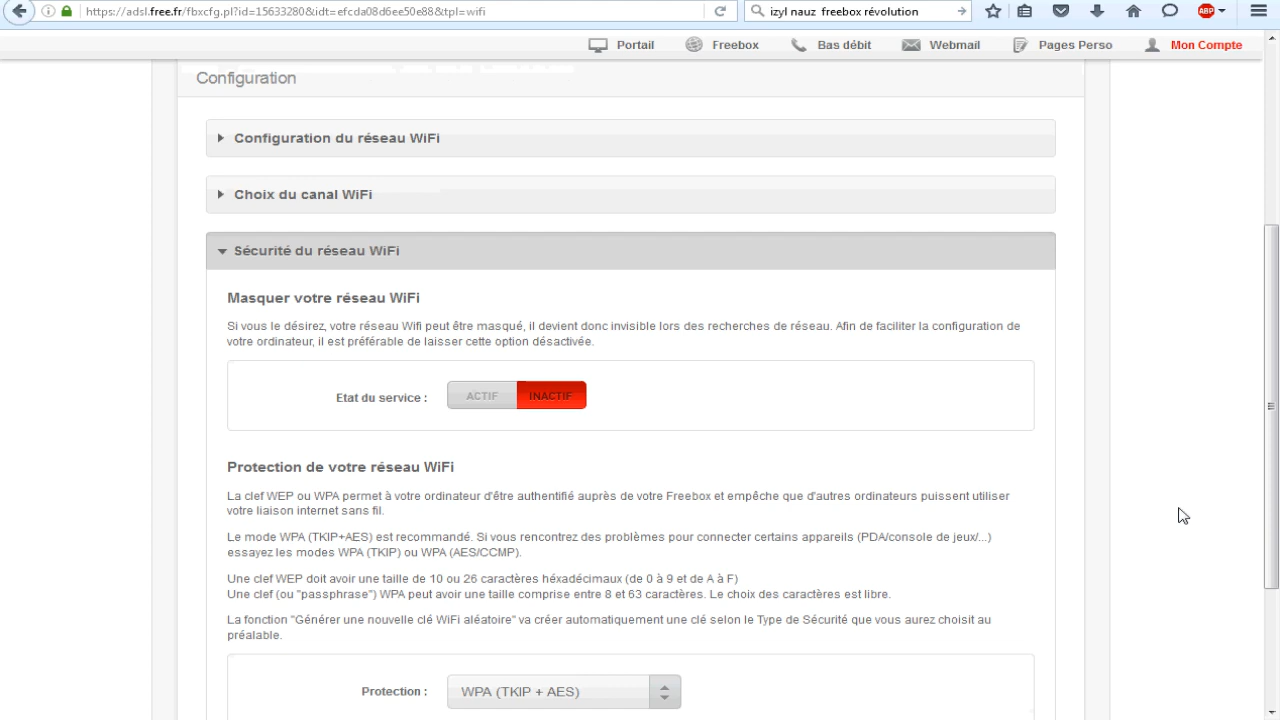 https://adsl.free.fr/fbxcfg.pl?id=15633280&idt=efcda08d6ee50e88&tpl=wifi
izyl nauz freebox révolution
ABP
Portail
Freebox
Bas débit
Webmail
Pages Perso
Mon Compte
Configuration
Configuration du réseau WiFi
Choix du canal WiFi
Sécurité du réseau WiFi
Masquer votre réseau WiFi
Si vous le désirez, votre réseau Wifi peut être masqué, il devient donc invisible lors des recherches de réseau. Afin de faciliter la configuration de
votre ordinateur, il est préférable de laisser cette option désactivée.
Etat du service :
ACTIF
INACTIF
Protection de votre réseau WiFi
La clef WEP ou WPA permet à votre ordinateur d'être authentifié auprès de votre Freebox et empêche que d'autres ordinateurs puissent utiliser
votre liaison internet sans fil.
Le mode WPA (TKIP+AES) est recommandé. Si vous rencontrez des problèmes pour connecter certains appareils (PDA/console de jeux/...)
essayez les modes WPA (TKIP) ou WPA (AES/CCMP).
Une clef WEP doit avoir une taille de 10 ou 26 caractères héxadécimaux (de 0 à 9 et de A à F)
Une clef (ou "passphrase") WPA peut avoir une taille comprise entre 8 et 63 caractères. Le choix des caractères est libre.
La fonction "Générer une nouvelle clé WiFi aléatoire" va créer automatiquement une clé selon le Type de Sécurité que vous aurez choisit au
préalable.
Protection :
WPA (TKIP + AES)